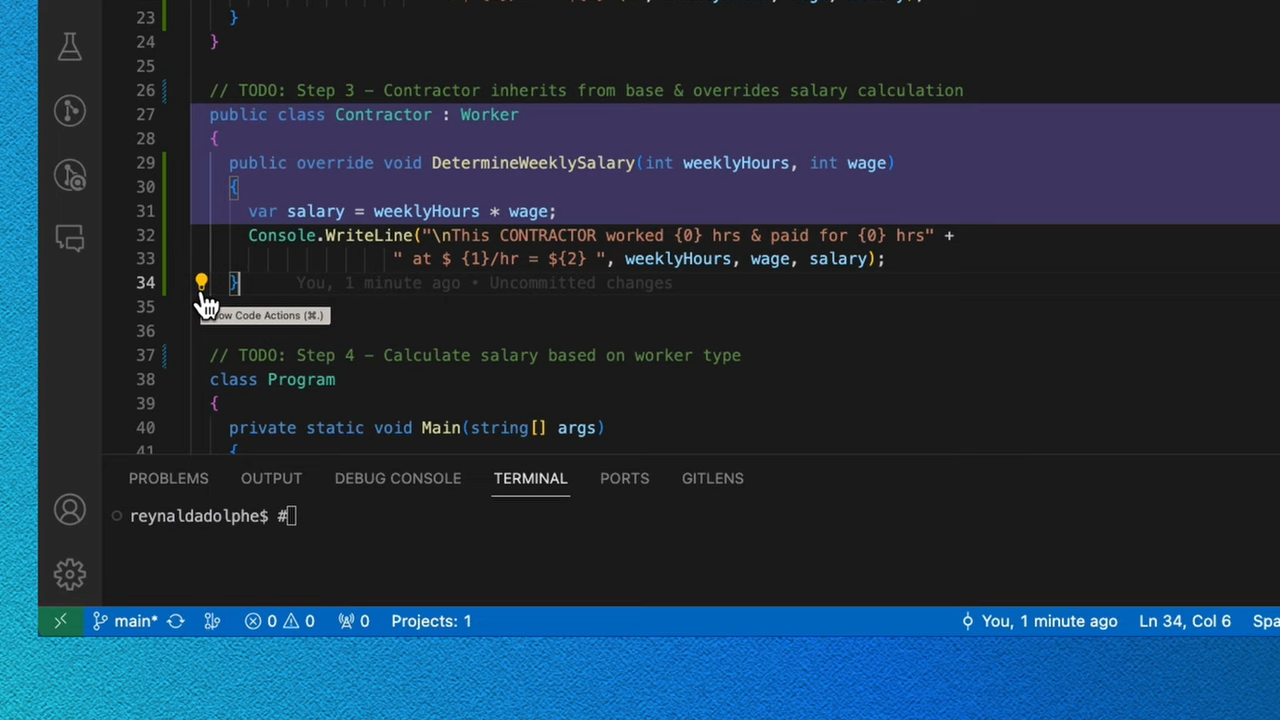 23 }
24 }
25
26 // TODO: Step 3 – Contractor inherits from base & overrides salary calculation
27 public class Contractor : Worker
28 {
29 public override void DetermineWeeklySalary(int weeklyHours, int wage)
30 {
31 var salary = weeklyHours * wage;
32 Console.WriteLine("\nThis CONTRACTOR worked {0} hrs & paid for {0} hrs" +
33 " at $ {1}/hr = ${2} ", weeklyHours, wage, salary);
34 } You, 1 minute ago • Uncommitted changes
35
Code Actions (⌘.)
36
37 // TODO: Step 4 – Calculate salary based on worker type
38 class Program
39 {
40 private static void Main(string[] args)
41 {
PROBLEMS OUTPUT DEBUG CONSOLE TERMINAL PORTS GITLENS
reynaldadolphe$ #
main* 0 0 0 Projects: 1 You, 1 minute ago Ln 34, Col 6